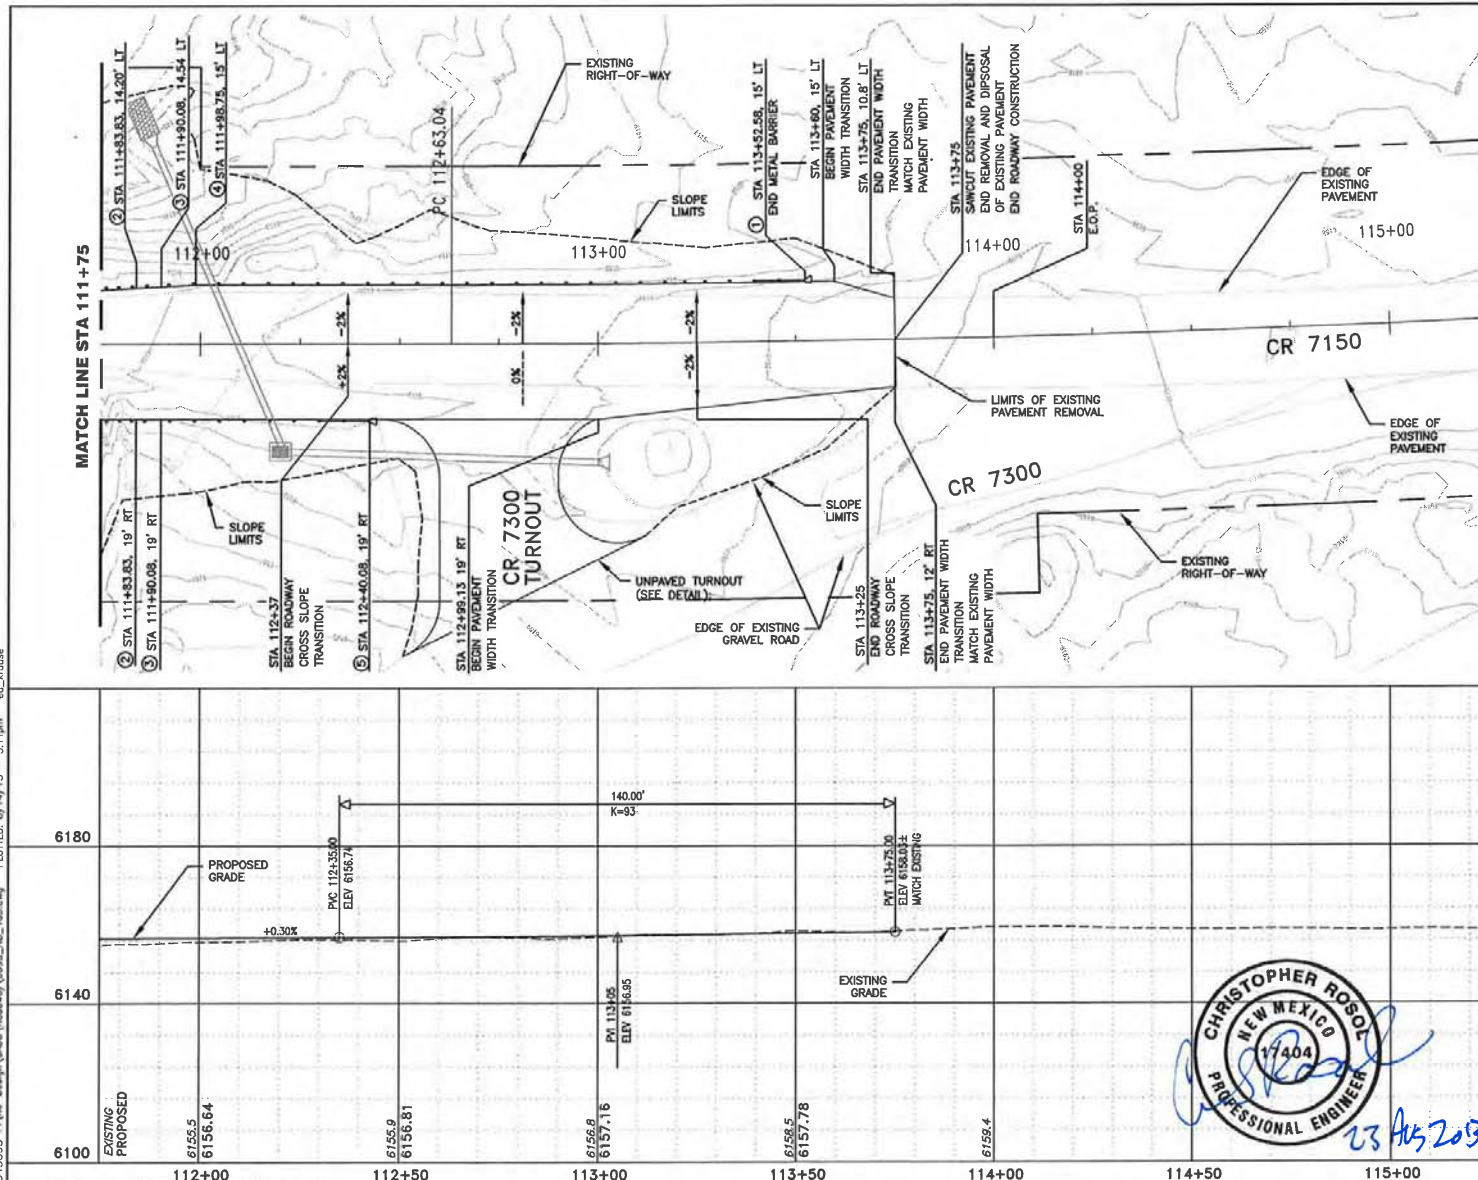 MATCH LINE STA 111+75
② STA 111+83.83, 14.20' LT
③ STA 111+90.08, 14.54' LT
④ STA 111+98.75, 15' LT
EXISTING
RIGHT-OF-WAY
PC 112+63.04
SLOPE
LIMITS
① STA 113+52.58, 15' LT
END METAL BARRIER
STA 113+60, 15' LT
BEGIN PAVEMENT
WIDTH TRANSITION
STA 113+75, 10.8' LT
END PAVEMENT WIDTH
TRANSITION
MATCH EXISTING
PAVEMENT WIDTH
STA 113+75
SAWCUT EXISTING PAVEMENT
END REMOVAL AND DIPSOSAL
OF EXISTING PAVEMENT
END ROADWAY CONSTRUCTION
STA 114+00
E.O.P.
EDGE OF
EXISTING
PAVEMENT
112+00
113+00
114+00
115+00
-2%
-2%
-2%
+2%
0%
-2%
CR 7150
LIMITS OF EXISTING
PAVEMENT REMOVAL
EDGE OF
EXISTING
PAVEMENT
CR 7300
SLOPE
LIMITS
CR 7300
TURNOUT
SLOPE
LIMITS
UNPAVED TURNOUT
(SEE DETAIL)
EDGE OF EXISTING
GRAVEL ROAD
EXISTING
RIGHT-OF-WAY
② STA 111+83.83, 19' RT
③ STA 111+90.08, 19' RT
STA 112+37
BEGIN ROADWAY
CROSS SLOPE
TRANSITION
⑤ STA 112+40.08, 19' RT
STA 112+99.13 19' RT
BEGIN PAVEMENT
WIDTH TRANSITION
STA 113+25
END ROADWAY
CROSS SLOPE
TRANSITION
STA 113+75, 12' RT
END PAVEMENT WIDTH
TRANSITION
MATCH EXISTING
PAVEMENT WIDTH
140.00'
K=93
6180
PROPOSED
GRADE
PVC 112+35.00
ELEV 6156.74
PVT 113+75.00
ELEV 6158.03±
MATCH EXISTING
+0.30%
6140
PVI 113+05
ELEV 6156.95
EXISTING
GRADE
CHRISTOPHER ROSOL
NEW MEXICO
17404
PROFESSIONAL ENGINEER
23 Aug 2013
EXISTING
PROPOSED
6155.5
6156.64
6155.9
6156.81
6156.8
6157.16
6158.5
6157.78
6159.4
6100
112+00
112+50
113+00
113+50
114+00
114+50
115+00